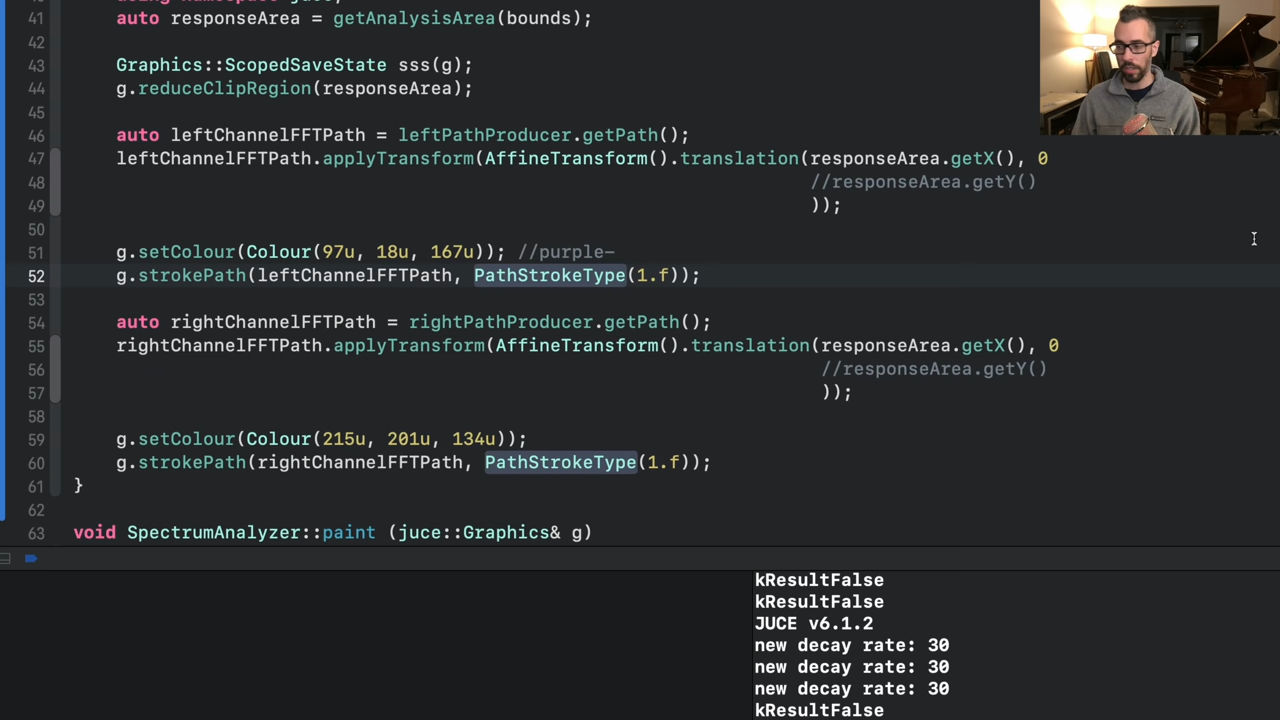 41 auto responseArea = getAnalysisArea(bounds);
42
43 Graphics::ScopedSaveState sss(g);
44 g.reduceClipRegion(responseArea);
45
46 auto leftChannelFFTPath = leftPathProducer.getPath();
47 leftChannelFFTPath.applyTransform(AffineTransform().translation(responseArea.getX(), 0
48 //responseArea.getY()
49 ));
50
51 g.setColour(Colour(97u, 18u, 167u)); //purple-
52 g.strokePath(leftChannelFFTPath, PathStrokeType(1.f));
53
54 auto rightChannelFFTPath = rightPathProducer.getPath();
55 rightChannelFFTPath.applyTransform(AffineTransform().translation(responseArea.getX(), 0
56 //responseArea.getY()
57 ));
58
59 g.setColour(Colour(215u, 201u, 134u));
60 g.strokePath(rightChannelFFTPath, PathStrokeType(1.f));
61 }
62
63 void SpectrumAnalyzer::paint (juce::Graphics& g)
kResultFalse
kResultFalse
JUCE v6.1.2
new decay rate: 30
new decay rate: 30
new decay rate: 30
kResultFalse